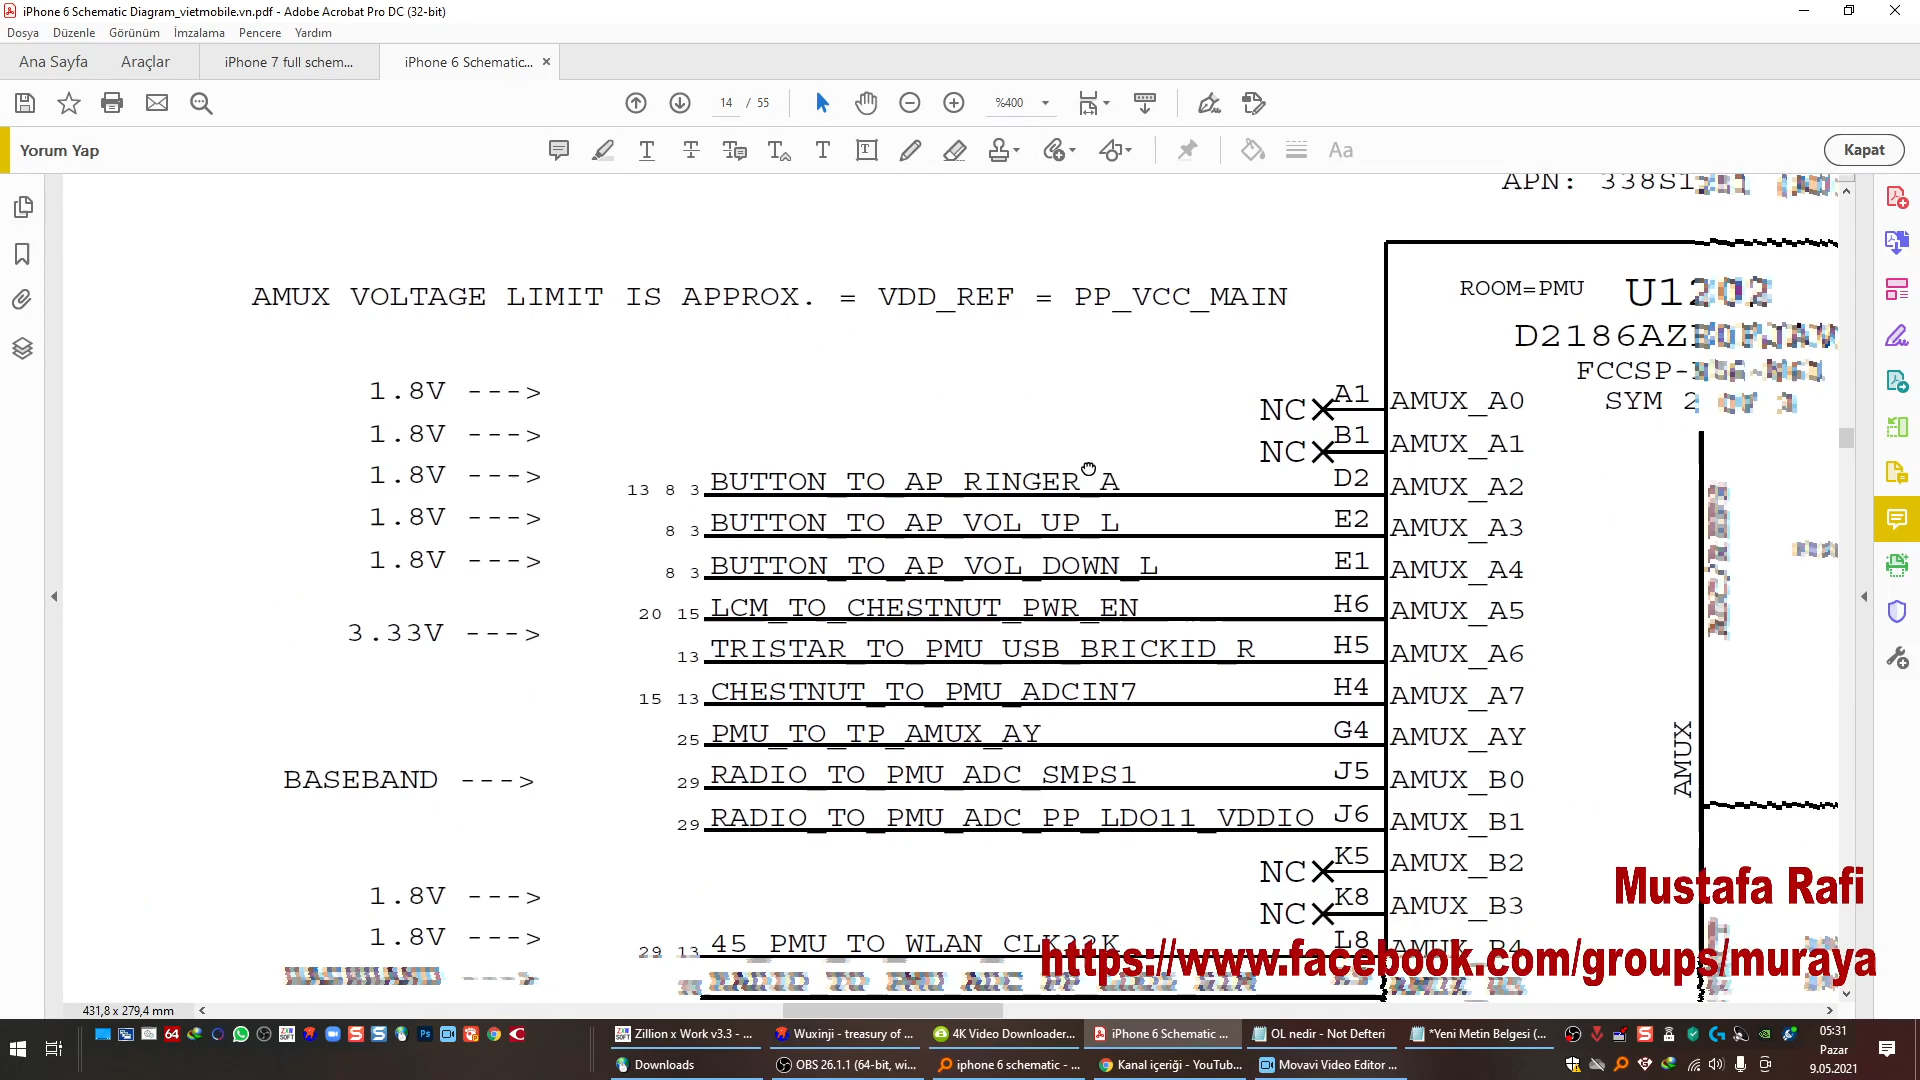 iPhone 6 Schematic Diagram_vietmobile.vn.pdf - Adobe Acrobat Pro DC (32-bit)
Dosya Düzenle Görünüm İmzalama Pencere Yardım
Ana Sayfa Araçlar iPhone 7 full schem... iPhone 6 Schematic... ×
14 / 55 %400
Yorum Yap Kapat
APN: 338S1
AMUX VOLTAGE LIMIT IS APPROX. = VDD_REF = PP_VCC_MAIN
ROOM=PMU U1202
D2186AZ
FCCSP-
SYM 2 OF 3
1.8V --->
NC A1 AMUX_A0
1.8V --->
NC B1 AMUX_A1
1.8V ---> 13 8 3 BUTTON_TO_AP_RINGER_A D2 AMUX_A2
1.8V ---> 8 3 BUTTON_TO_AP_VOL_UP_L E2 AMUX_A3
1.8V ---> 8 3 BUTTON_TO_AP_VOL_DOWN_L E1 AMUX_A4
20 15 LCM_TO_CHESTNUT_PWR_EN H6 AMUX_A5
3.33V ---> 13 TRISTAR_TO_PMU_USB_BRICKID_R H5 AMUX_A6
15 13 CHESTNUT_TO_PMU_ADCIN7 H4 AMUX_A7
25 PMU_TO_TP_AMUX_AY G4 AMUX_AY
AMUX
BASEBAND ---> 29 RADIO_TO_PMU_ADC_SMPS1 J5 AMUX_B0
29 RADIO_TO_PMU_ADC_PP_LDO11_VDDIO J6 AMUX_B1
NC K5 AMUX_B2
1.8V ---> NC K8 AMUX_B3
1.8V ---> 29 13 45_PMU_TO_WLAN_CLK32K L8 AMUX_B4
Mustafa Rafi
https://www.facebook.com/groups/muraya
431,8 x 279,4 mm
Zillion x Work v3.3 - ... Wuxinji - treasury of ... 4K Video Downloader... iPhone 6 Schematic ... OL nedir - Not Defteri *Yeni Metin Belgesi (...
Downloads OBS 26.1.1 (64-bit, wi... iphone 6 schematic - ... Kanal içeriği - YouTub... Movavi Video Editor ...
05:31
Pazar
9.05.2021